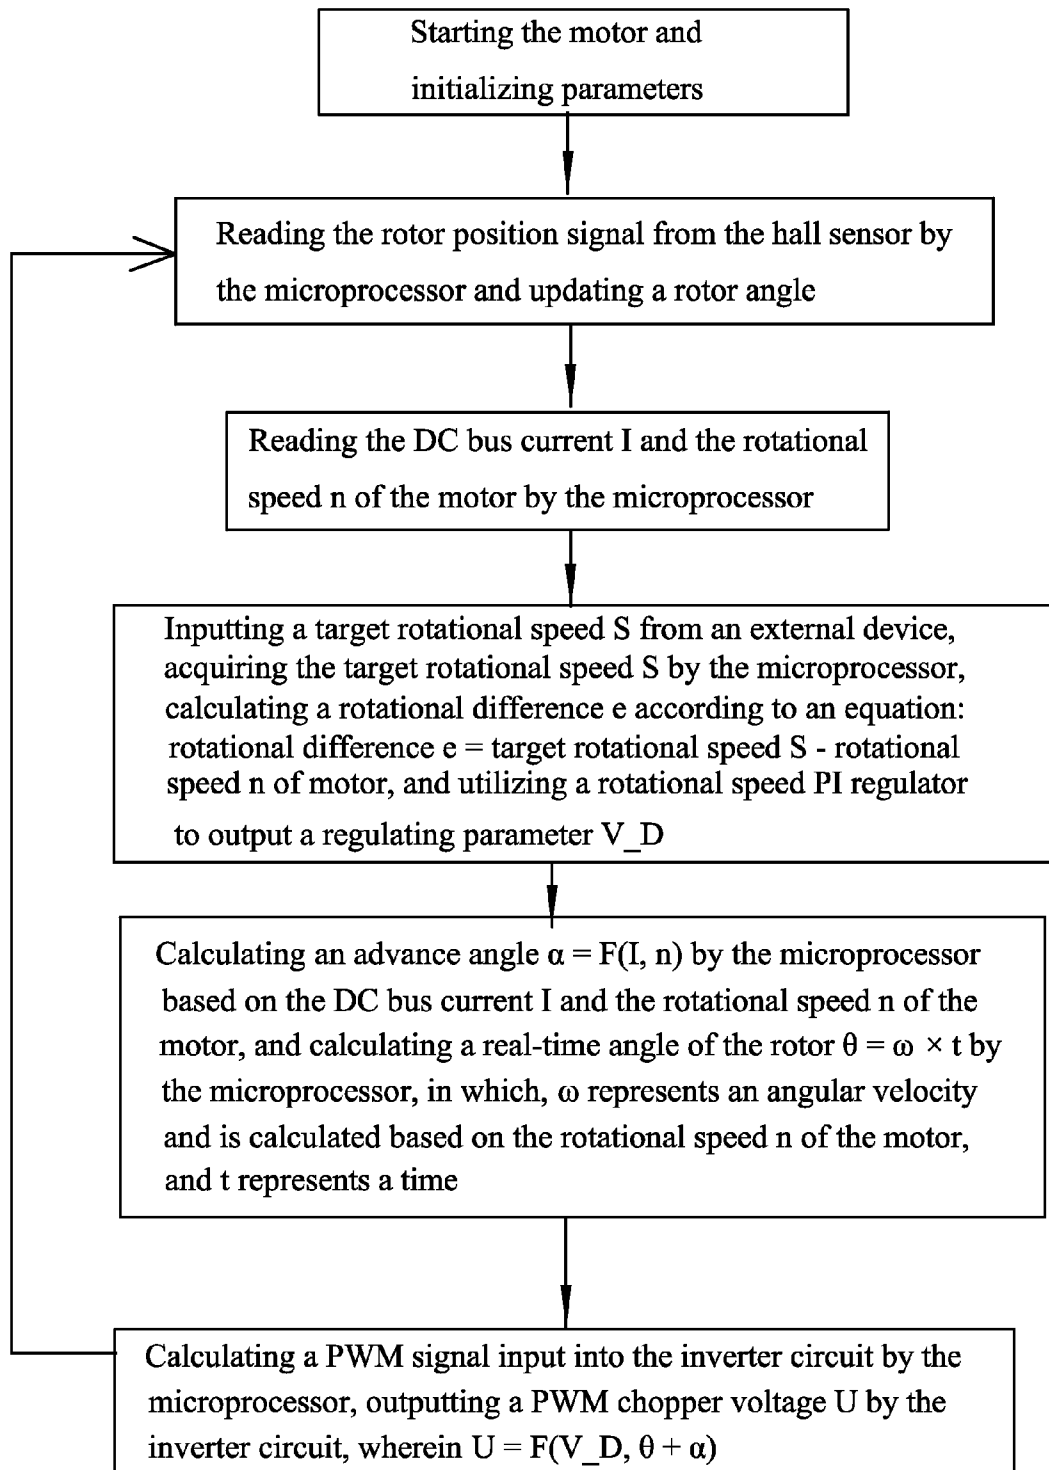 Starting the motor and
initializing parameters
Reading the rotor position signal from the hall sensor by
the microprocessor and updating a rotor angle
Reading the DC bus current I and the rotational
speed n of the motor by the microprocessor
Inputting a target rotational speed S from an external device,
acquiring the target rotational speed S by the microprocessor,
calculating a rotational difference e according to an equation:
rotational difference e = target rotational speed S - rotational
speed n of motor, and utilizing a rotational speed PI regulator
to output a regulating parameter V_D
Calculating an advance angle α = F(I, n) by the microprocessor
based on the DC bus current I and the rotational speed n of the
motor, and calculating a real-time angle of the rotor θ = ω × t by
the microprocessor, in which, ω represents an angular velocity
and is calculated based on the rotational speed n of the motor,
and t represents a time
Calculating a PWM signal input into the inverter circuit by the
microprocessor, outputting a PWM chopper voltage U by the
inverter circuit, wherein U = F(V_D, θ + α)